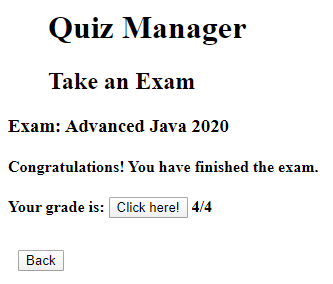 Quiz Manager
Take an Exam
Exam: Advanced Java 2020
Congratulations! You have finished the exam.
Your grade is: Click here! 4/4
Back